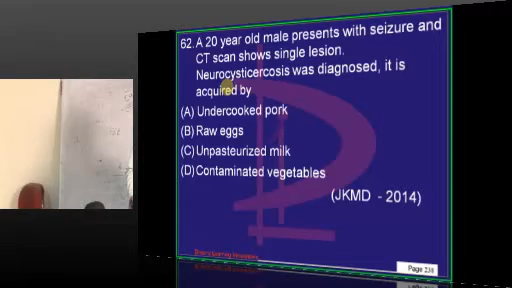 62. A 20 year old male presents with seizure and
CT scan shows single lesion.
Neurocysticercosis was diagnosed, it is
acquired by
(A) Undercooked pork
(B) Raw eggs
(C) Unpasteurized milk
(D) Contaminated vegetables
(JKMD - 2014)
Page